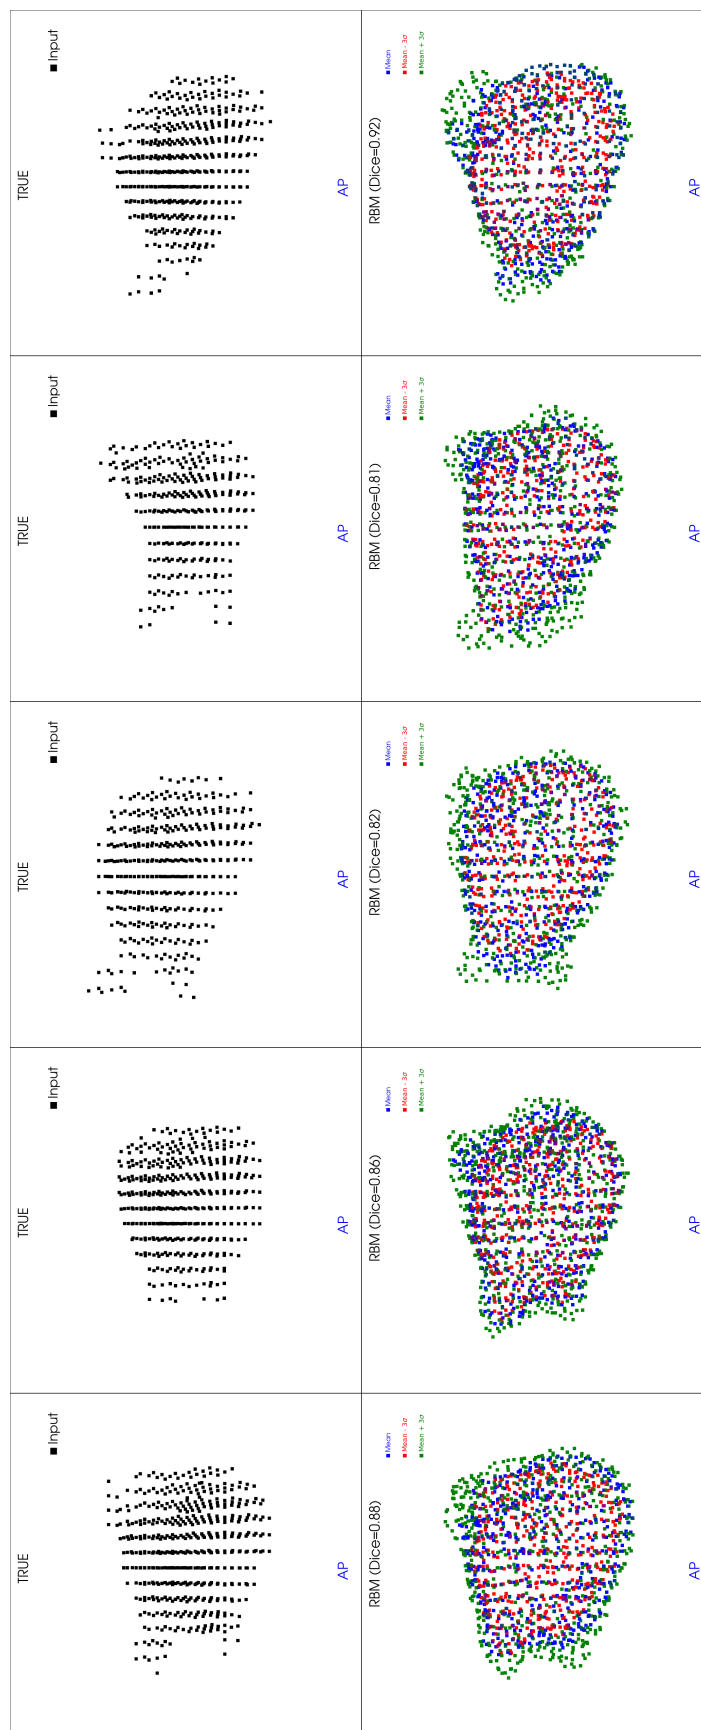 TRUE
■ Input
AP
TRUE
■ Input
AP
TRUE
■ Input
AP
TRUE
■ Input
AP
TRUE
■ Input
AP
RBM (Dice=0.88)
■ Mean
■ Mean - 3σ
■ Mean + 3σ
AP
RBM (Dice=0.86)
■ Mean
■ Mean - 3σ
■ Mean + 3σ
AP
RBM (Dice=0.82)
■ Mean
■ Mean - 3σ
■ Mean + 3σ
AP
RBM (Dice=0.81)
■ Mean
■ Mean - 3σ
■ Mean + 3σ
AP
RBM (Dice=0.92)
■ Mean
■ Mean - 3σ
■ Mean + 3σ
AP